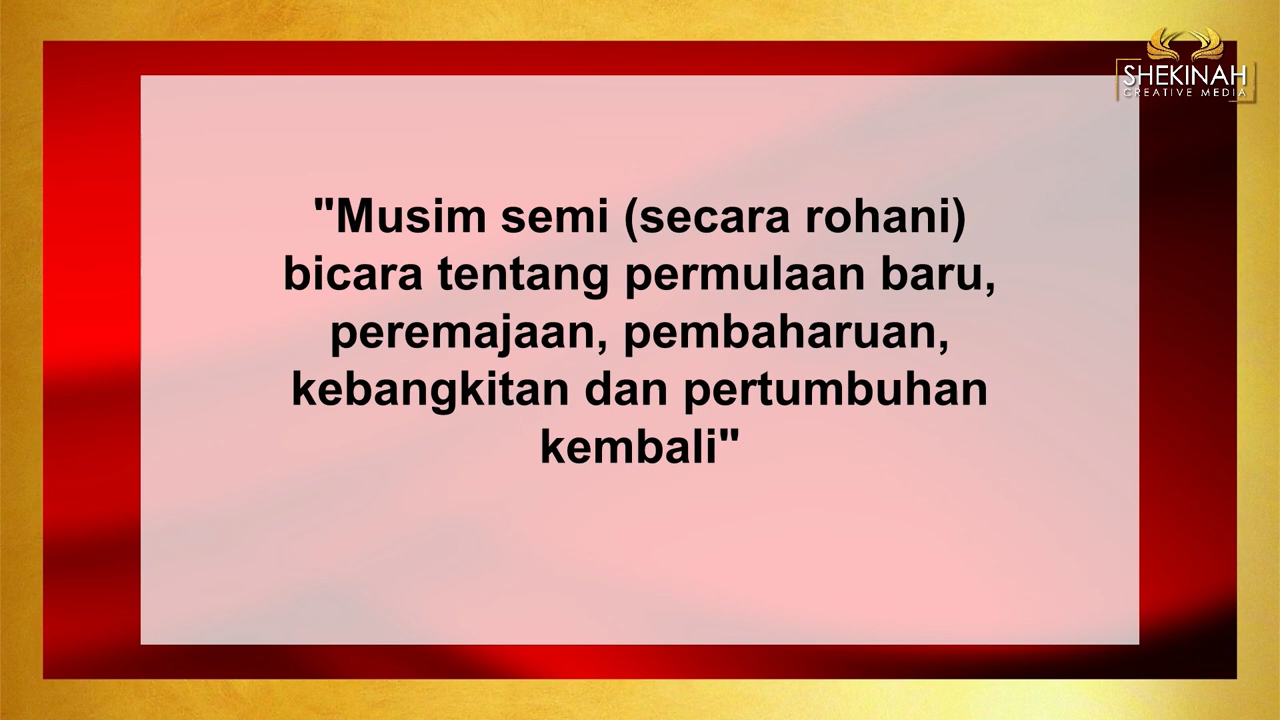 SHEKINAH
CREATIVE MEDIA
"Musim semi (secara rohani)
bicara tentang permulaan baru,
peremajaan, pembaharuan,
kebangkitan dan pertumbuhan
kembali"